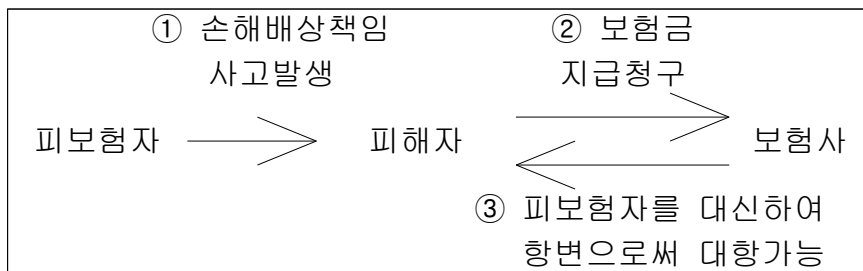 ① 손해배상책임
사고발생
② 보험금
지급청구
피보험자
피해자
보험사
③ 피보험자를 대신하여
항변으로써 대항가능